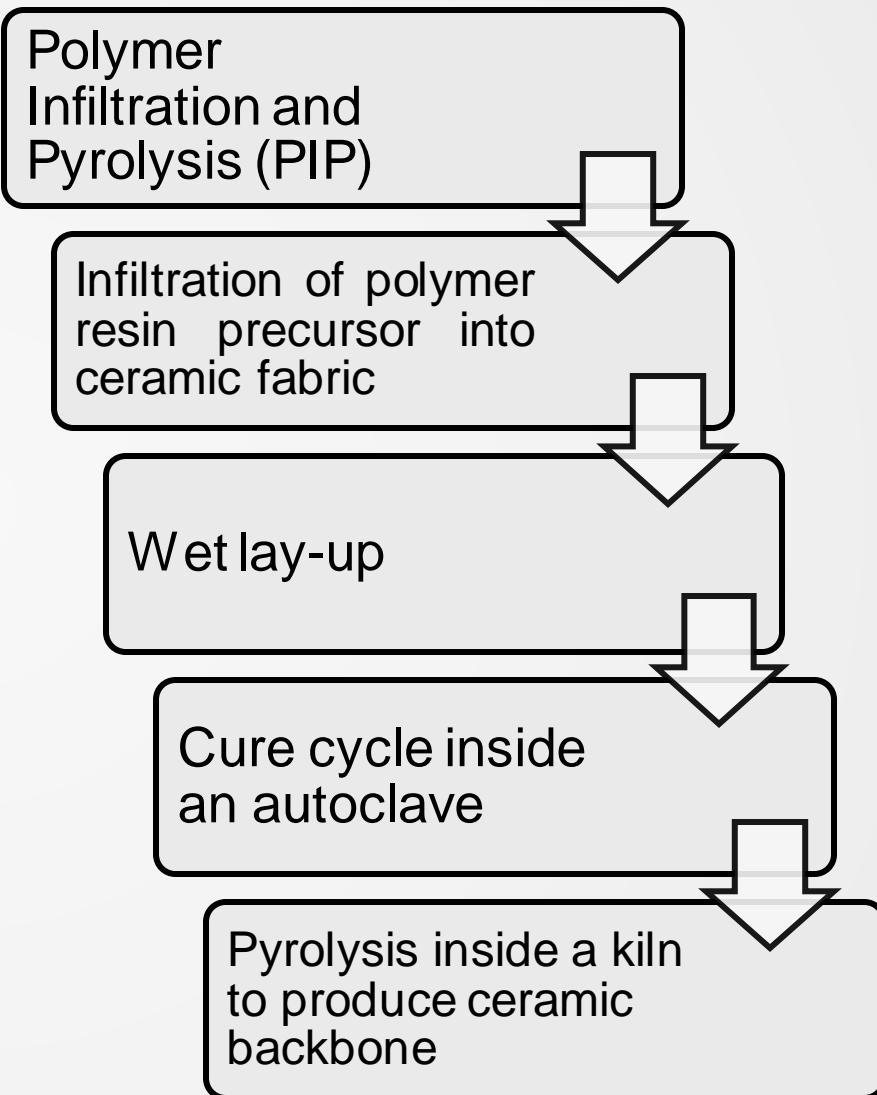 Polymer
Infiltration and
Pyrolysis (PIP)
Infiltration of polymer
resin precursor into
ceramic fabric
Wet lay-up
Cure cycle inside
an autoclave
Pyrolysis inside a kiln
to produce ceramic
backbone